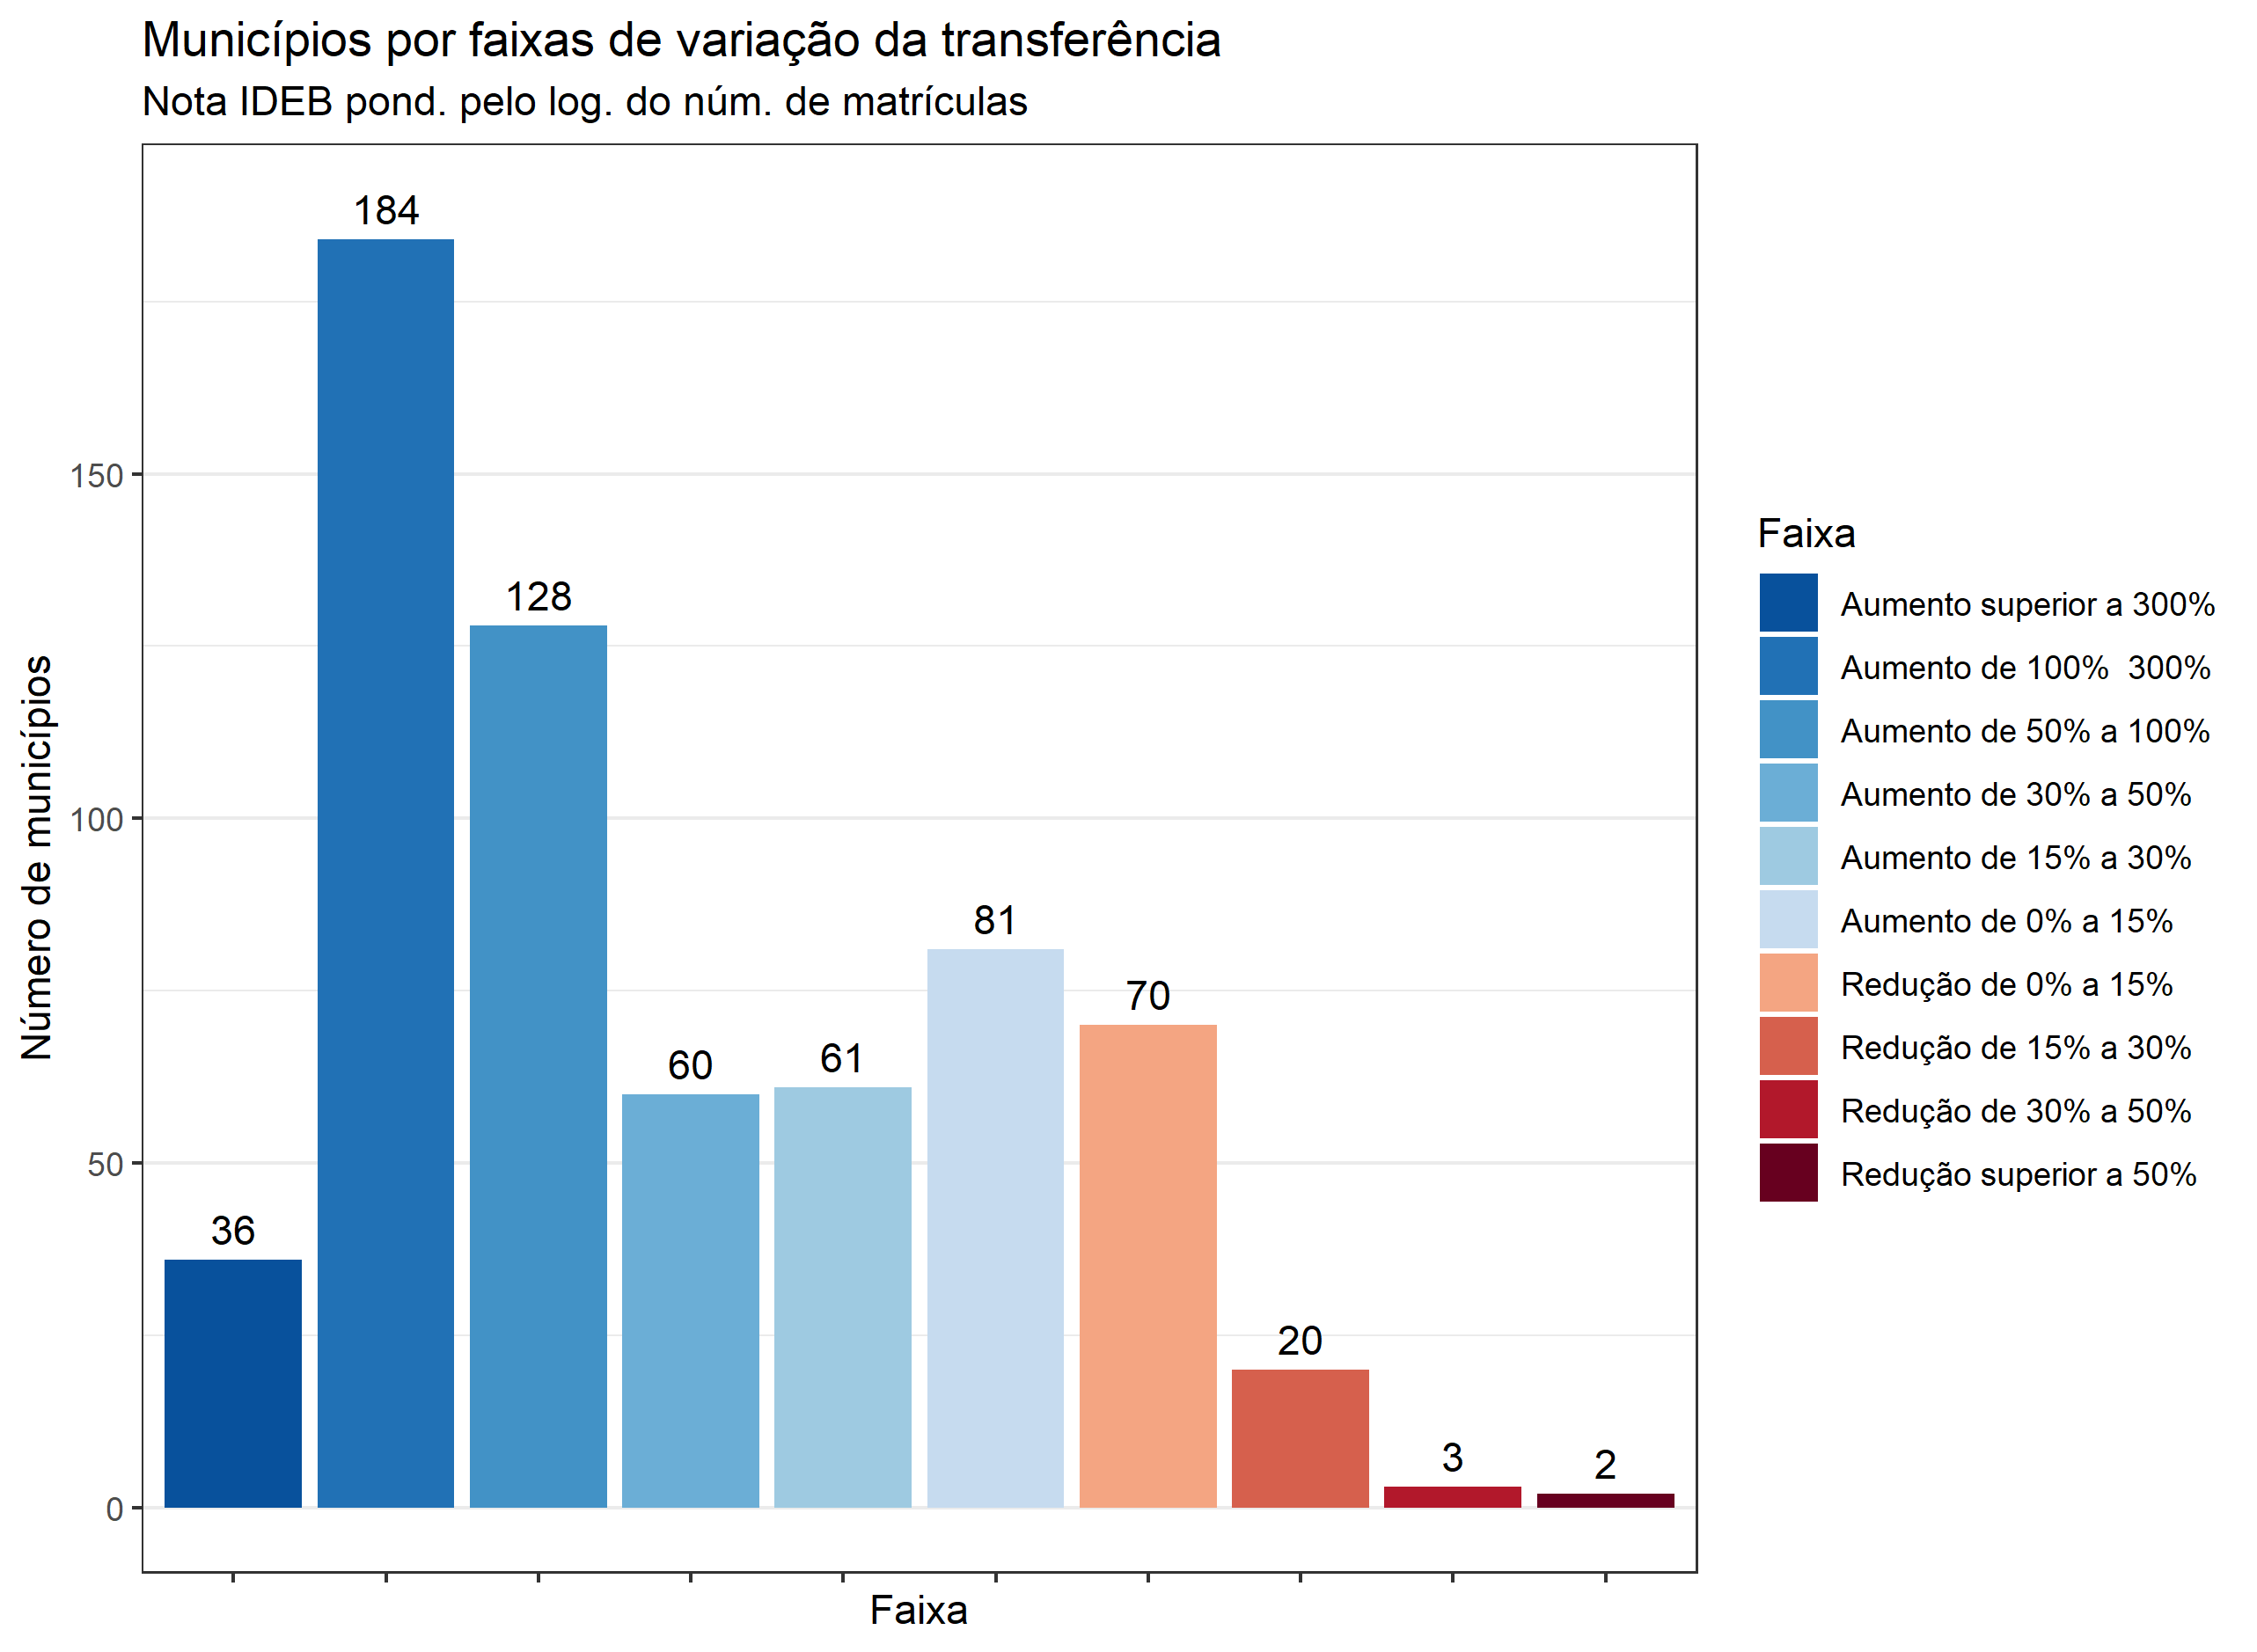 Municípios por faixas de variação da transferência
Nota IDEB pond. pelo log. do núm. de matrículas
184
128
36
60
61
81
70
20
3
2
150
100
50
0
Número de municípios
Faixa
Faixa
Aumento superior a 300%
Aumento de 100%  300%
Aumento de 50% a 100%
Aumento de 30% a 50%
Aumento de 15% a 30%
Aumento de 0% a 15%
Redução de 0% a 15%
Redução de 15% a 30%
Redução de 30% a 50%
Redução superior a 50%